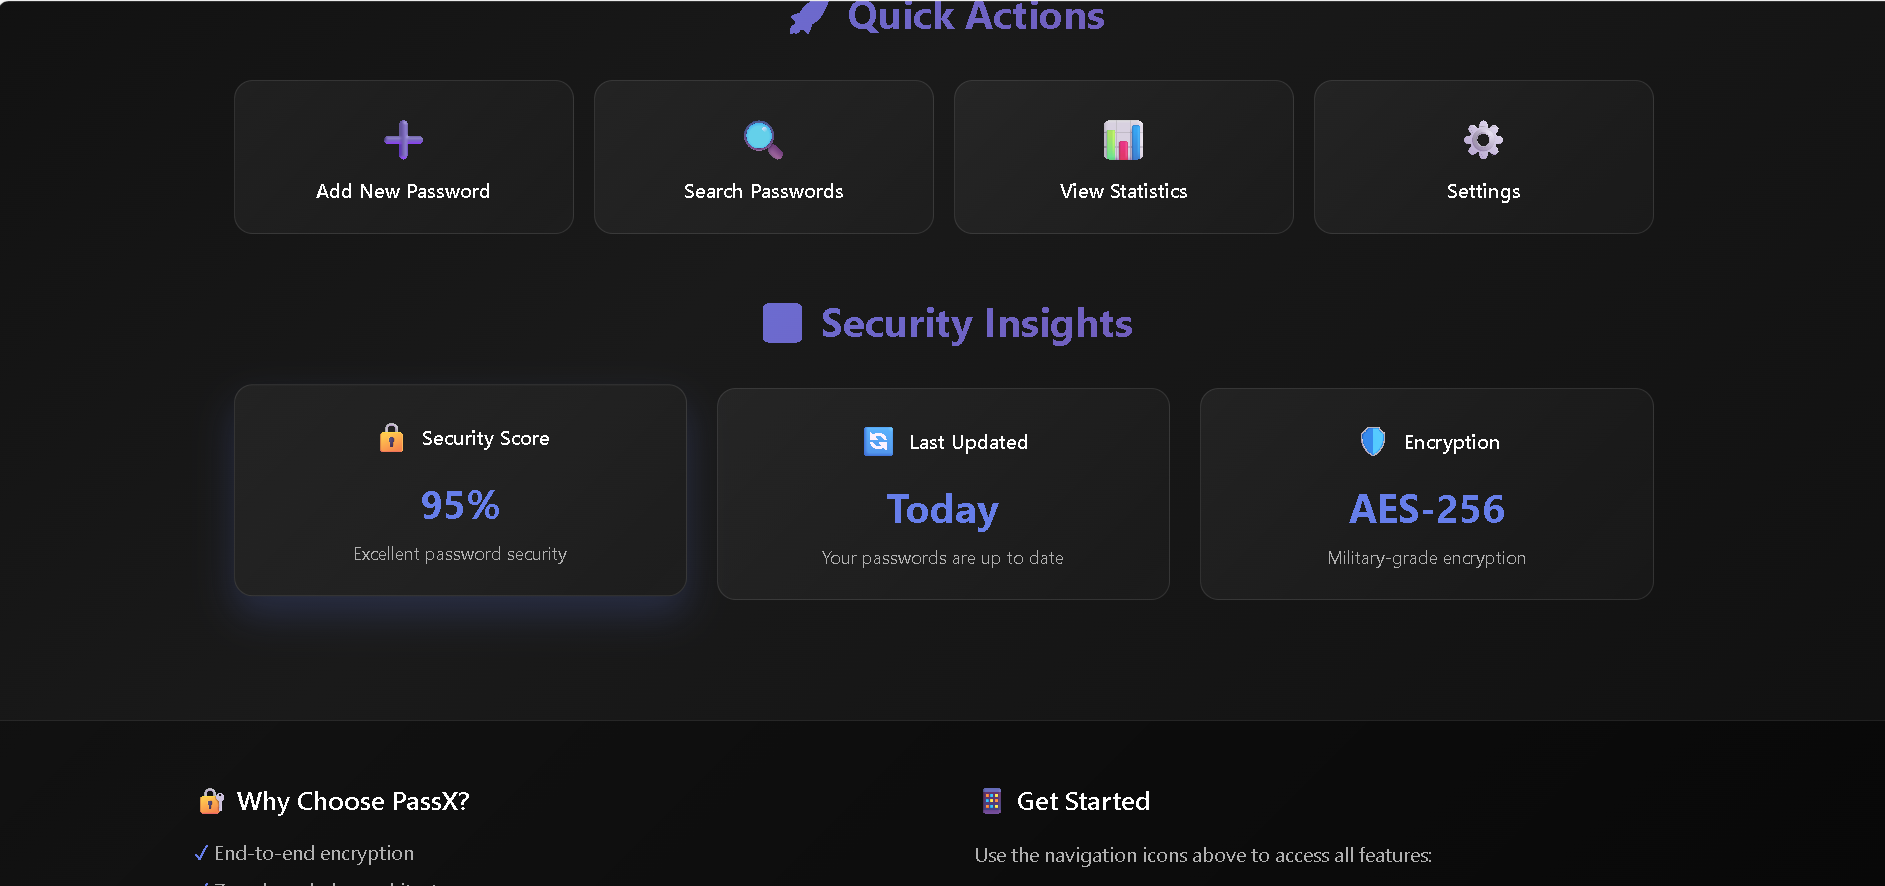 Quick Actions
Add New Password
Search Passwords
View Statistics
Settings
Security Insights
Security Score
95%
Excellent password security
Last Updated
Today
Your passwords are up to date
Encryption
AES-256
Military-grade encryption
Why Choose PassX?
✓ End-to-end encryption
Get Started
Use the navigation icons above to access all features: